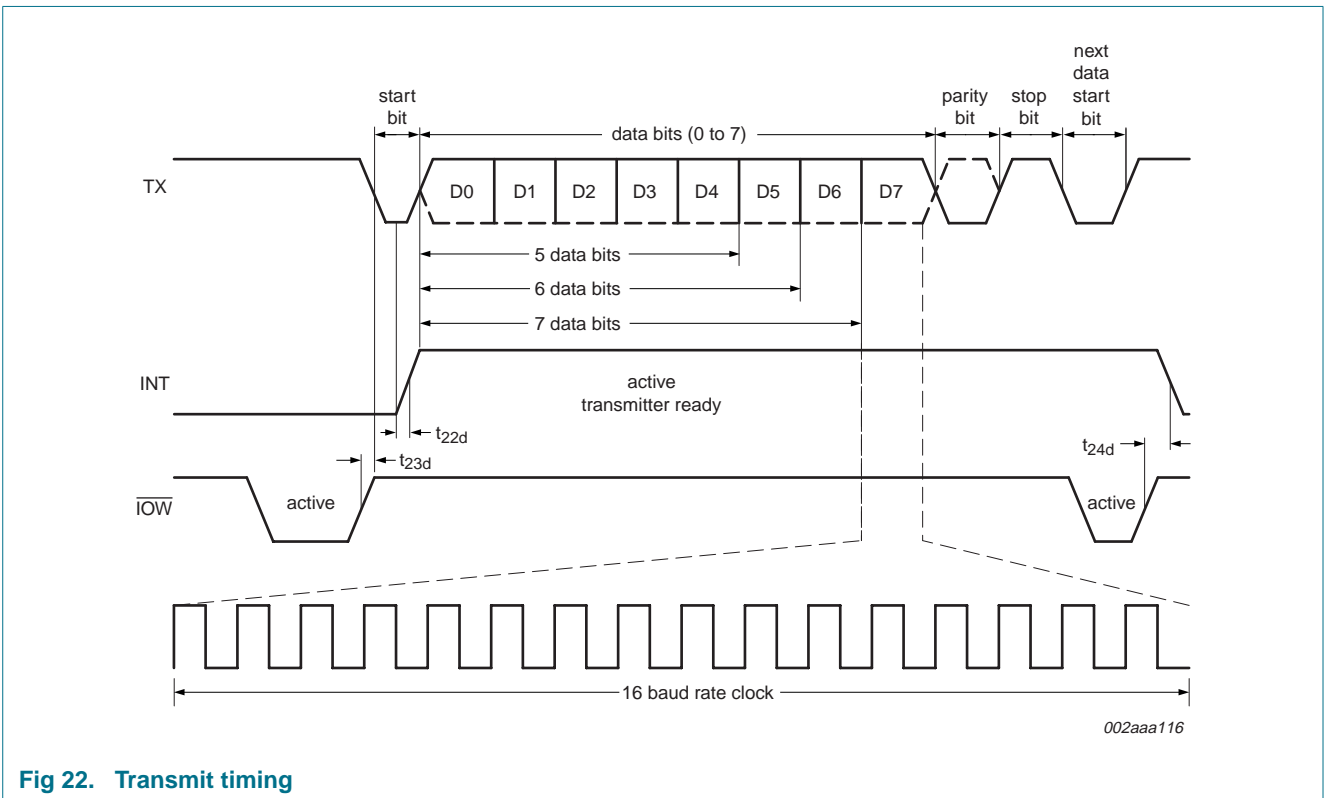 next
data
start
bit
start
bit
parity
bit
stop
bit
data bits (0 to 7)
TX
D0 D1 D2 D3 D4 D5 D6 D7
5 data bits
6 data bits
7 data bits
INT
active
transmitter ready
t22d
t23d
t24d
IOW
active
active
16 baud rate clock
002aaa116
Fig 22. Transmit timing